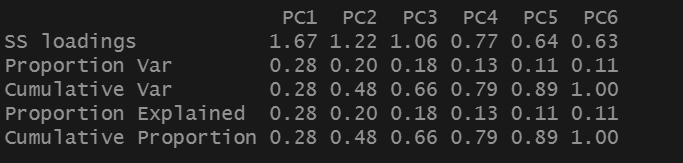 PC1 PC2 PC3 PC4 PC5 PC6
SS loadings 1.67 1.22 1.06 0.77 0.64 0.63
Proportion Var 0.28 0.20 0.18 0.13 0.11 0.11
Cumulative Var 0.28 0.48 0.66 0.79 0.89 1.00
Proportion Explained 0.28 0.20 0.18 0.13 0.11 0.11
Cumulative Proportion 0.28 0.48 0.66 0.79 0.89 1.00